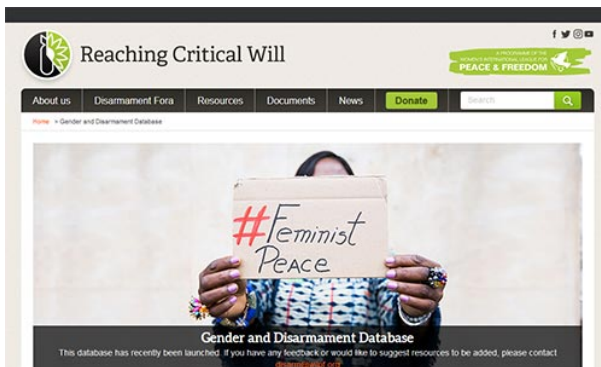 Reaching Critical Will
A PROGRAMME OF THE
WOMEN'S INTERNATIONAL LEAGUE FOR
PEACE & FREEDOM
About us Disarmament Fora Resources Documents News Donate Search
Home » Gender and Disarmament Database
#Feminist
PEACE
Gender and Disarmament Database
This database has recently been launched. If you have any feedback or would like to suggest resources to be added, please contact